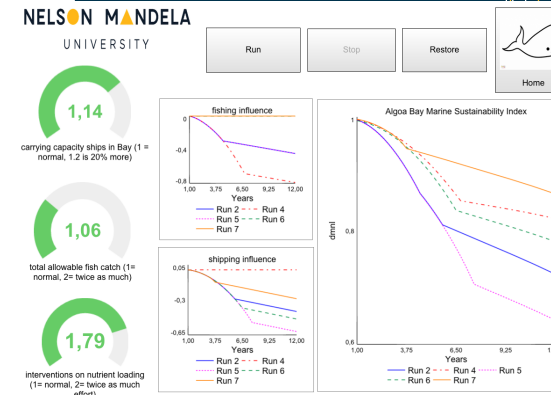 NELSON MANDELA
UNIVERSITY
Run
Stop
Restore
Home
1,14
carrying capacity ships in Bay (1 =
normal, 1.2 is 20% more)
1,06
total allowable fish catch (1=
normal, 2= twice as much)
1,79
interventions on nutrient loading
(1= normal, 2= twice as much
effort)
fishing influence
0
-0,4
-0,8
1,00 3,75 6,50 9,25 12,00
Years
Run 2 Run 4
Run 5 Run 6
Run 7
shipping influence
0,05
-0,3
-0,65
1,00 3,75 6,50 9,25 12,00
Years
Run 2 Run 4
Run 5 Run 6
Run 7
Algoa Bay Marine Sustainability Index
dmnl
1
0,8
0,6
1,00 3,75 6,50 9,25
Years
Run 2 Run 4 Run 5
Run 6 Run 7